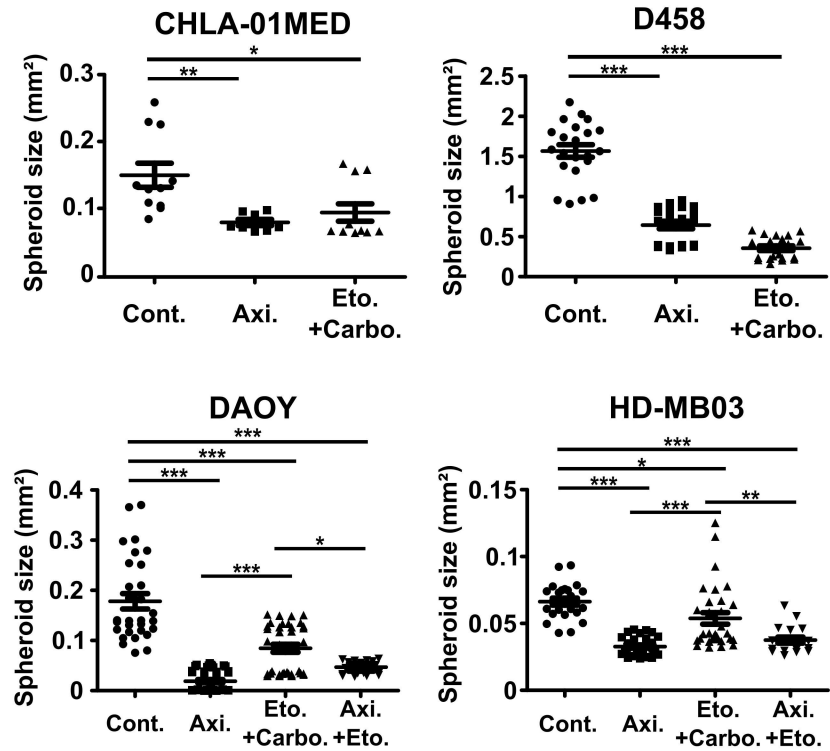 CHLA-01MED
*
**
Spheroid size (mm²)
0.3
0.2
0.1
0
Cont.
Axi.
Eto.
+Carbo.
D458
***
***
Spheroid size (mm²)
2.5
2
1.5
1
0.5
0
Cont.
Axi.
Eto.
+Carbo.
DAOY
***
***
***
*
***
Spheroid size (mm²)
0.4
0.3
0.2
0.1
0
Cont.
Axi.
Eto.
+Carbo.
Axi.
+Eto.
HD-MB03
***
*
***
**
***
Spheroid size (mm²)
0.15
0.1
0.05
0
Cont.
Axi.
Eto.
+Carbo.
Axi.
+Eto.